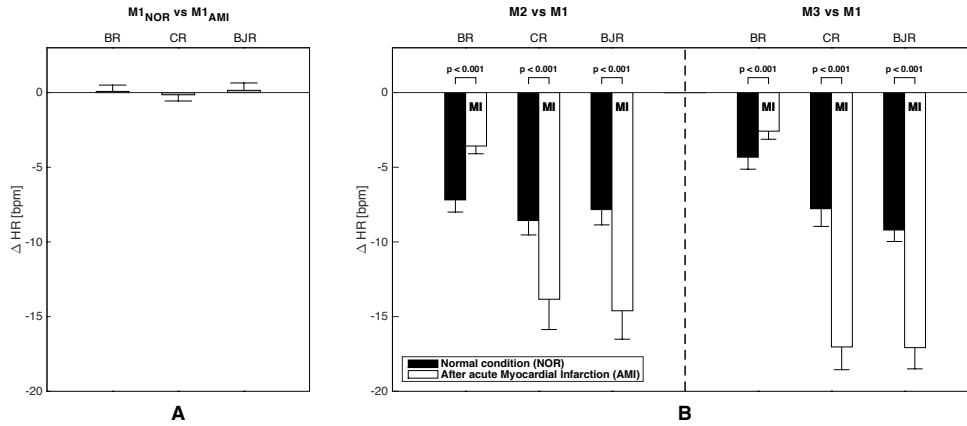 M1NOR vs M1AMI
BR CR BJR
0
-5
-10
-15
-20
Δ HR [bpm]
A
M2 vs M1
M3 vs M1
BR CR BJR BR CR BJR
p < 0.001 p < 0.001 p < 0.001 p < 0.001 p < 0.001 p < 0.001
0
MI MI MI MI MI MI
-5
-10
-15
-20
Δ HR [bpm]
Normal condition (NOR)
After acute Myocardial Infarction (AMI)
B